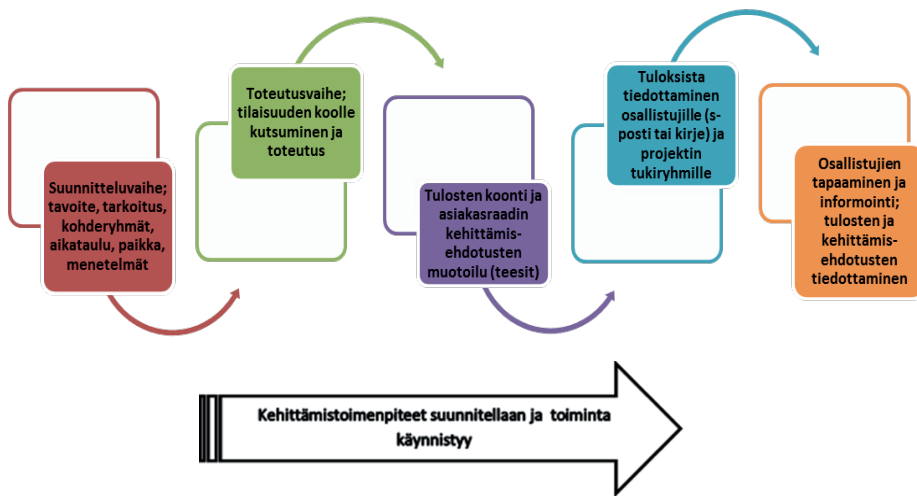 Suunnitteluvaihe;
tavoite, tarkoitus,
kohderyhmät,
aikataulu, paikka,
menetelmät
Toteutusvaihe;
tilaisuuden koolle
kutsuminen ja
toteutus
Tulosten koonti ja
asiakasraadin
kehittämis-
ehdotusten
muotoilu (teesit)
Tuloksista
tiedottaminen
osallistujille (s-
posti tai kirje) ja
projektin
tukiryhmille
Osallistujien
tapaaminen ja
informointi;
tulosten ja
kehittämis-
ehdotusten
tiedottaminen
Kehittämistoimenpiteet suunnitellaan ja toiminta
käynnistyy